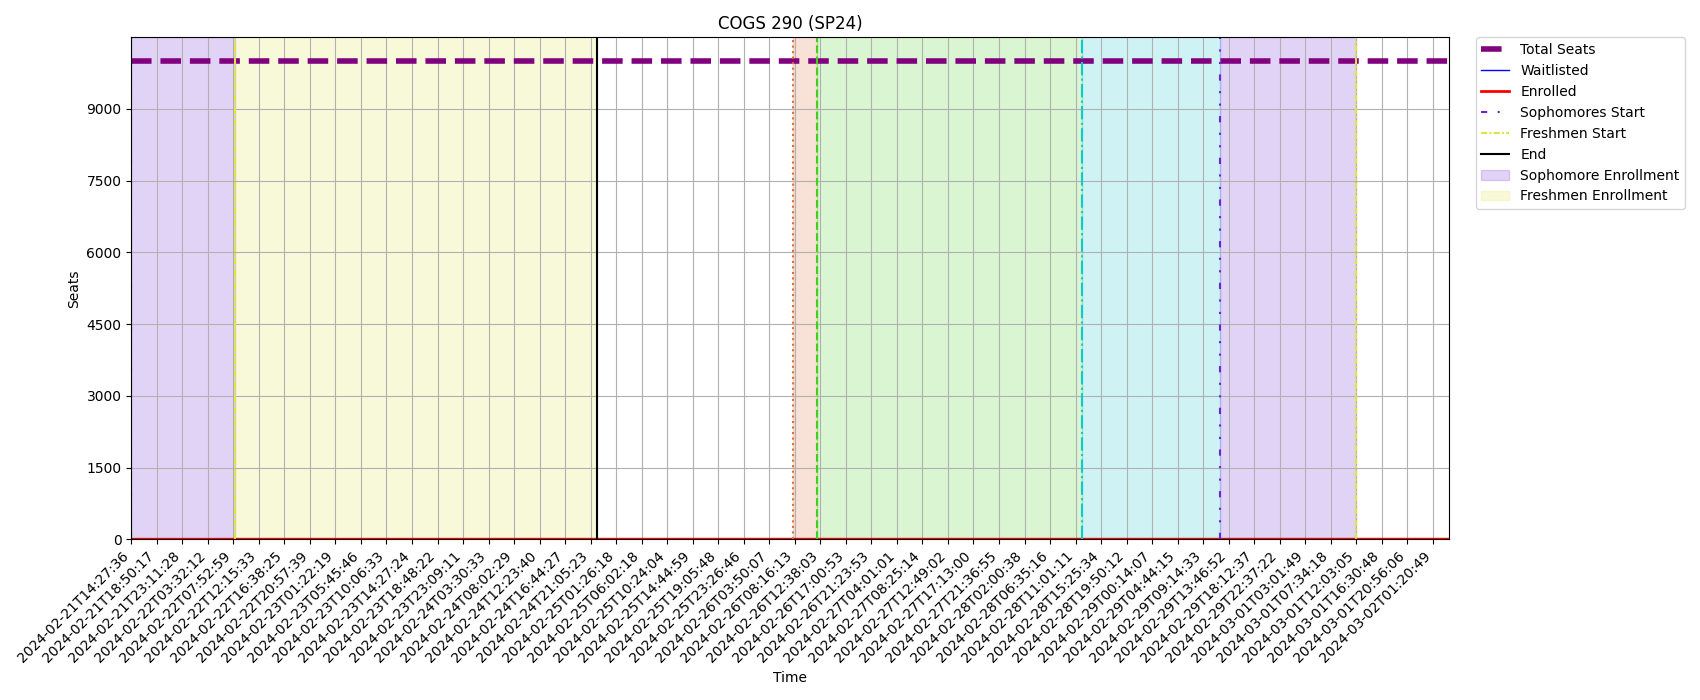 COGS 290 (SP24)
Total Seats
Waitlisted
Enrolled
Sophomores Start
Freshmen Start
End
Sophomore Enrollment
Freshmen Enrollment
Seats
9000
7500
6000
4500
3000
1500
0
2024-02-21T14:27:36
2024-02-21T18:50:17
2024-02-21T23:11:28
2024-02-22T03:32:12
2024-02-22T07:52:59
2024-02-22T12:15:33
2024-02-22T16:38:25
2024-02-22T20:57:39
2024-02-23T01:22:19
2024-02-23T05:45:46
2024-02-23T10:06:33
2024-02-23T14:27:24
2024-02-23T18:48:22
2024-02-23T23:09:11
2024-02-24T03:30:33
2024-02-24T08:02:29
2024-02-24T12:23:40
2024-02-24T16:44:27
2024-02-24T21:05:23
2024-02-25T01:26:18
2024-02-25T06:02:18
2024-02-25T10:24:04
2024-02-25T14:44:59
2024-02-25T19:05:48
2024-02-25T23:26:46
2024-02-26T03:50:07
2024-02-26T08:16:13
2024-02-26T12:38:03
2024-02-26T17:00:53
2024-02-26T21:23:53
2024-02-27T04:01:01
2024-02-27T08:25:14
2024-02-27T12:49:02
2024-02-27T17:13:00
2024-02-27T21:36:55
2024-02-28T02:00:38
2024-02-28T06:35:16
2024-02-28T11:01:11
2024-02-28T15:25:34
2024-02-28T19:50:12
2024-02-29T00:14:07
2024-02-29T04:44:15
2024-02-29T09:14:33
2024-02-29T13:46:52
2024-02-29T18:12:37
2024-02-29T22:37:22
2024-03-01T03:01:49
2024-03-01T07:34:18
2024-03-01T12:03:05
2024-03-01T16:30:48
2024-03-01T20:56:06
2024-03-02T01:20:49
Time